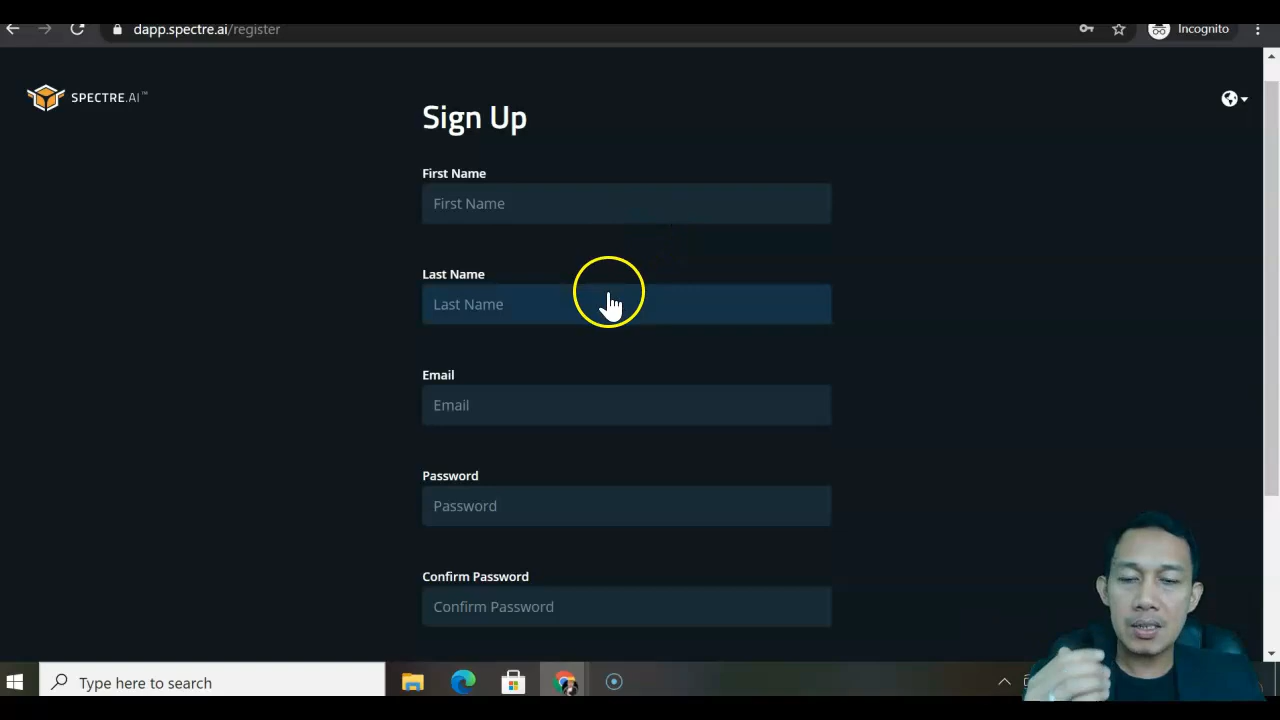 dapp.spectre.ai/register
Incognito
SPECTRE.AI™
Sign Up
First Name
First Name
Last Name
Last Name
Email
Email
Password
Password
Confirm Password
Confirm Password
Type here to search